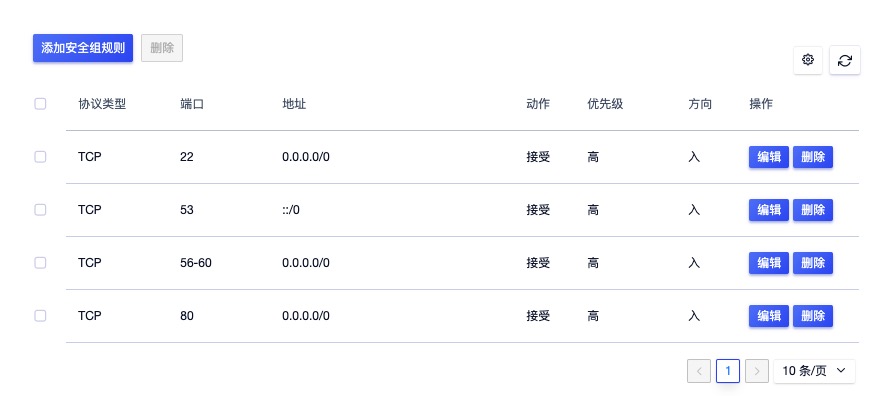 添加安全组规则 删除
协议类型 端口 地址 动作 优先级 方向 操作
TCP 22 0.0.0.0/0 接受 高 入 编辑 删除
TCP 53 ::/0 接受 高 入 编辑 删除
TCP 56-60 0.0.0.0/0 接受 高 入 编辑 删除
TCP 80 0.0.0.0/0 接受 高 入 编辑 删除
1 10 条/页